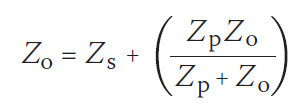 Zₒ = Zₛ + (ZₚZₒ / Zₚ + Zₒ)